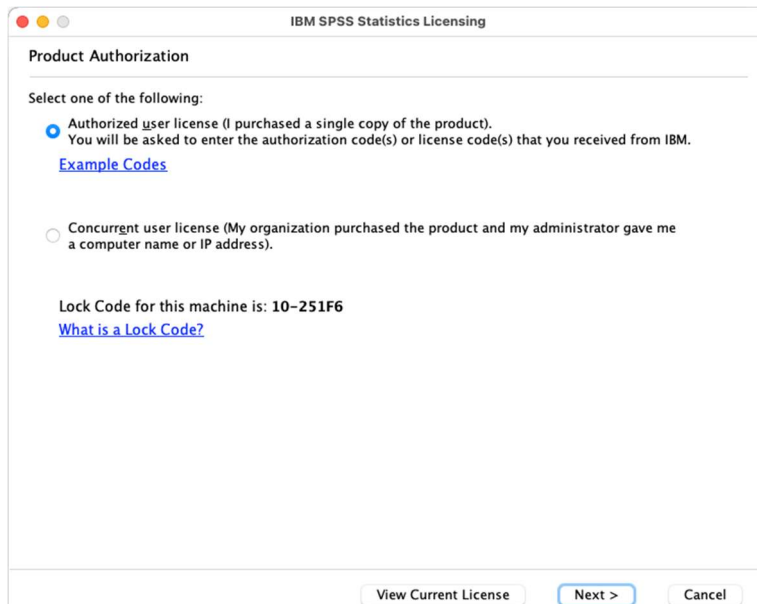 IBM SPSS Statistics Licensing
Product Authorization
Select one of the following:
Authorized user license (I purchased a single copy of the product).
You will be asked to enter the authorization code(s) or license code(s) that you received from IBM.
Example Codes
Concurrent user license (My organization purchased the product and my administrator gave me
a computer name or IP address).
Lock Code for this machine is: 10-251F6
What is a Lock Code?
View Current License Next > Cancel